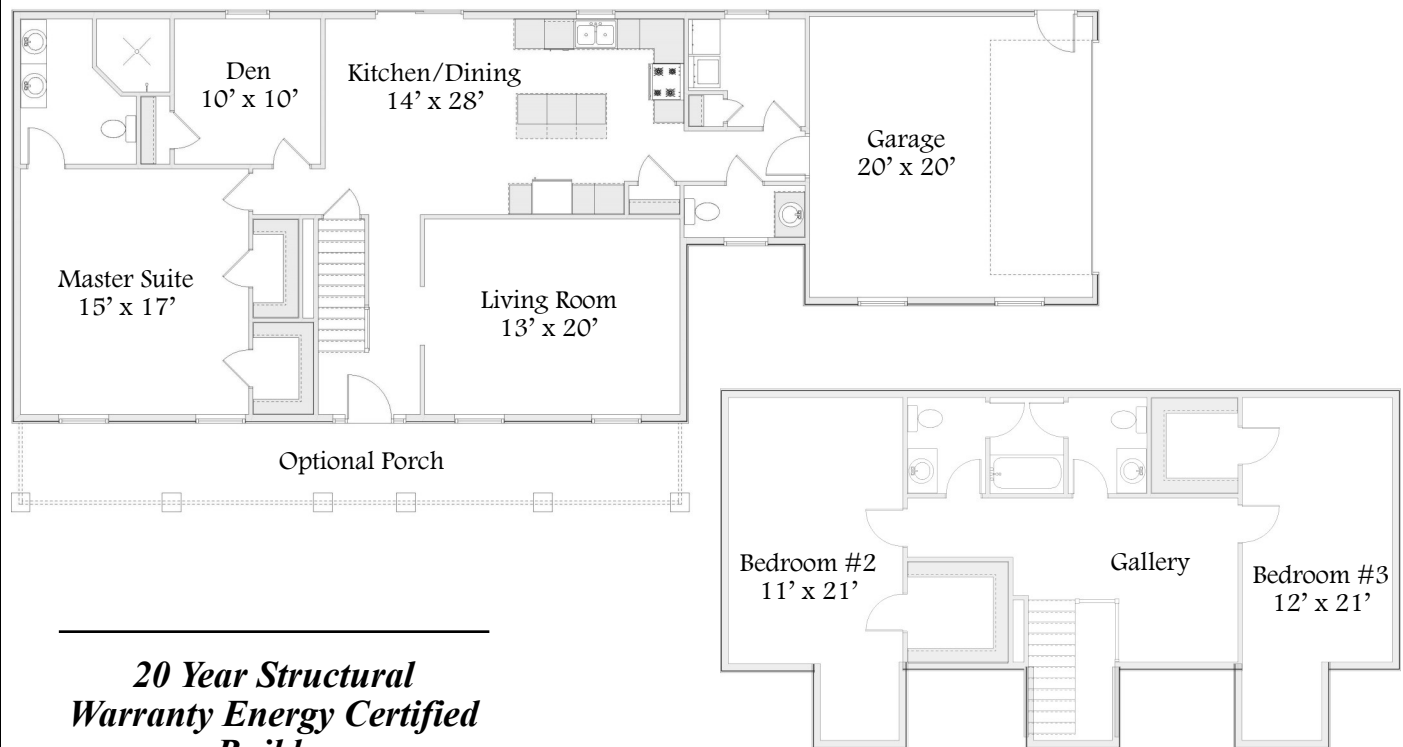 Den
10’ x 10’
Kitchen/Dining
14’ x 28’
Garage
20’ x 20’
Master Suite
15’ x 17’
Living Room
13’ x 20’
Optional Porch
Bedroom #2
11’ x 21’
Gallery
Bedroom #3
12’ x 21’
20 Year Structural
Warranty Energy Certified